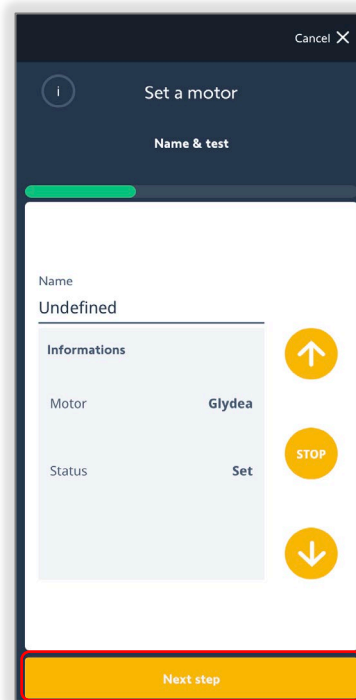 Cancel X
i
Set a motor
Name & test
Name
Undefined
Informations
Motor Glydea
Status Set
STOP
Next step